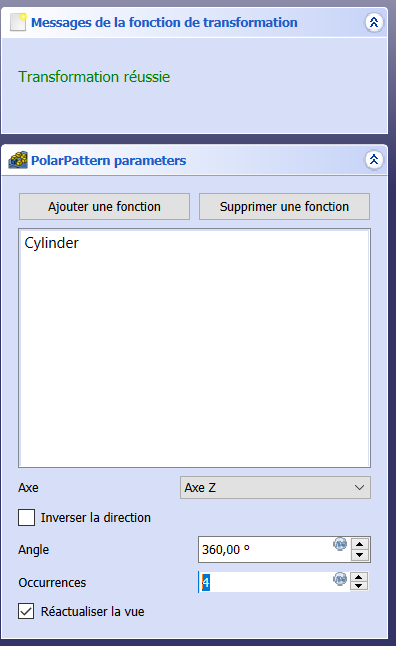 Messages de la fonction de transformation
Transformation réussie
PolarPattern parameters
Ajouter une fonction Supprimer une fonction
Cylinder
Axe Axe Z
Inverser la direction
Angle 360,00 °
Occurrences 4
Réactualiser la vue